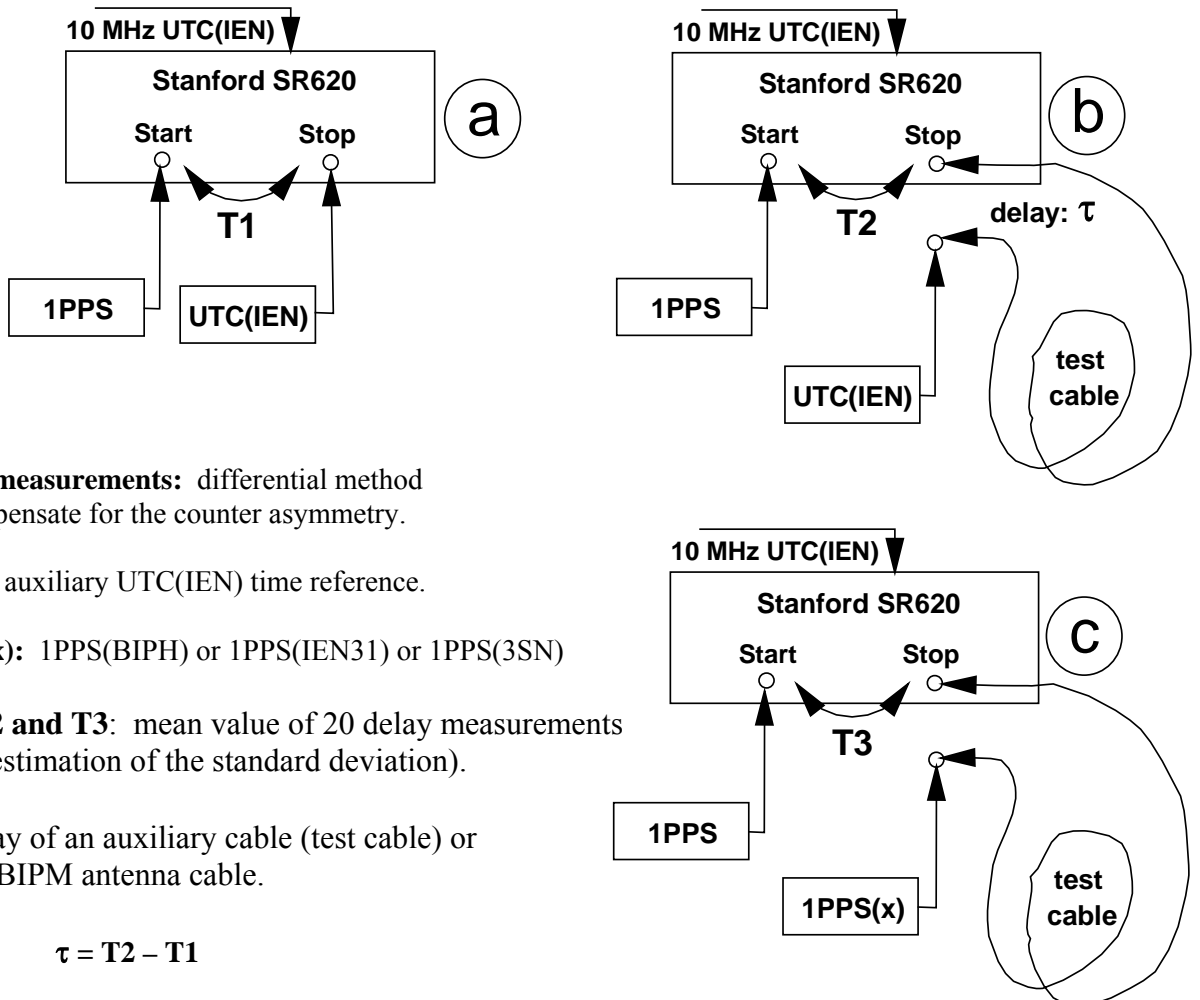 10 MHz UTC(IEN)
Stanford SR620
Start Stop
T1
1PPS
UTC(IEN)
a
10 MHz UTC(IEN)
Stanford SR620
Start Stop
T2
delay: τ
1PPS
UTC(IEN)
test
cable
b
measurements: differential method
pensate for the counter asymmetry.
auxiliary UTC(IEN) time reference.
x): 1PPS(BIPH) or 1PPS(IEN31) or 1PPS(3SN)
2 and T3: mean value of 20 delay measurements
estimation of the standard deviation).
ay of an auxiliary cable (test cable) or
BIPM antenna cable.
τ = T2 – T1
10 MHz UTC(IEN)
Stanford SR620
Start Stop
T3
1PPS
1PPS(x)
test
cable
c